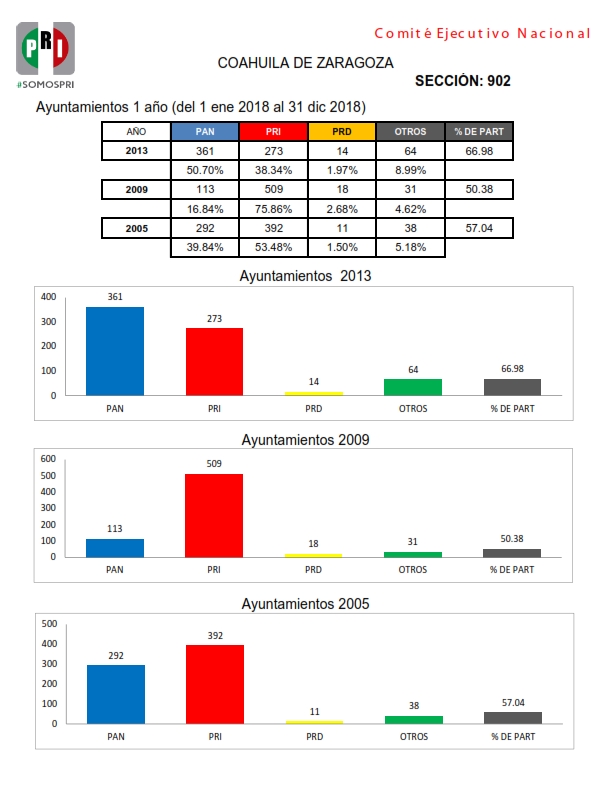 Comité Ejecutivo Nacional
PRI
#SOMOSPRI
COAHUILA DE ZARAGOZA
SECCIÓN: 902
Ayuntamientos 1 año (del 1 ene 2018 al 31 dic 2018)
AÑO PAN PRI PRD OTROS % DE PART
2013 361 273 14 64 66.98
50.70% 38.34% 1.97% 8.99%
2009 113 509 18 31 50.38
16.84% 75.86% 2.68% 4.62%
2005 292 392 11 38 57.04
39.84% 53.48% 1.50% 5.18%
Ayuntamientos 2013
400
300
200
100
0
361 273 14 64 66.98
PAN PRI PRD OTROS % DE PART
Ayuntamientos 2009
600
500
400
300
200
100
0
113 509 18 31 50.38
PAN PRI PRD OTROS % DE PART
Ayuntamientos 2005
500
400
300
200
100
0
292 392 11 38 57.04
PAN PRI PRD OTROS % DE PART